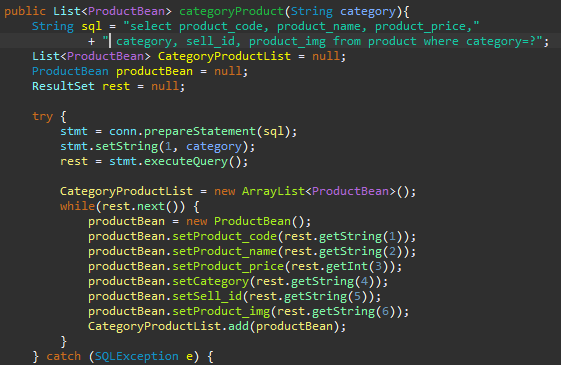 public List<ProductBean> categoryProduct(String category){
String sql = "select product_code, product_name, product_price,"
+ " category, sell_id, product_img from product where category=?";
List<ProductBean> CategoryProductList = null;
ProductBean productBean = null;
ResultSet rest = null;
try {
stmt = conn.prepareStatement(sql);
stmt.setString(1, category);
rest = stmt.executeQuery();
CategoryProductList = new ArrayList<ProductBean>();
while(rest.next()) {
productBean = new ProductBean();
productBean.setProduct_code(rest.getString(1));
productBean.setProduct_name(rest.getString(2));
productBean.setProduct_price(rest.getInt(3));
productBean.setCategory(rest.getString(4));
productBean.setSell_id(rest.getString(5));
productBean.setProduct_img(rest.getString(6));
CategoryProductList.add(productBean);
}
} catch (SQLException e) {